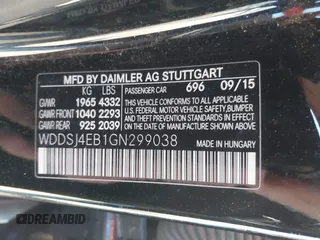 MFD BY DAIMLER AG STUTTGART
KG LBS
GVWR 1965 4332
GAWR FRONT 1040 2293
GAWR REAR 925 2039
696 09/15
PASSENGER CAR
THIS VEHICLE CONFORMS TO ALL APPLICABLE
U.S. FEDERAL MOTOR VEHICLE SAFETY, BUMPER
AND THEFT PREVENTION STANDARDS IN EFFECT
ON THE DATE OF MANUFACTURE SHOWN ABOVE.
WDDSJ4EB1GN299038
MADE IN HUNGARY
DREAMBID